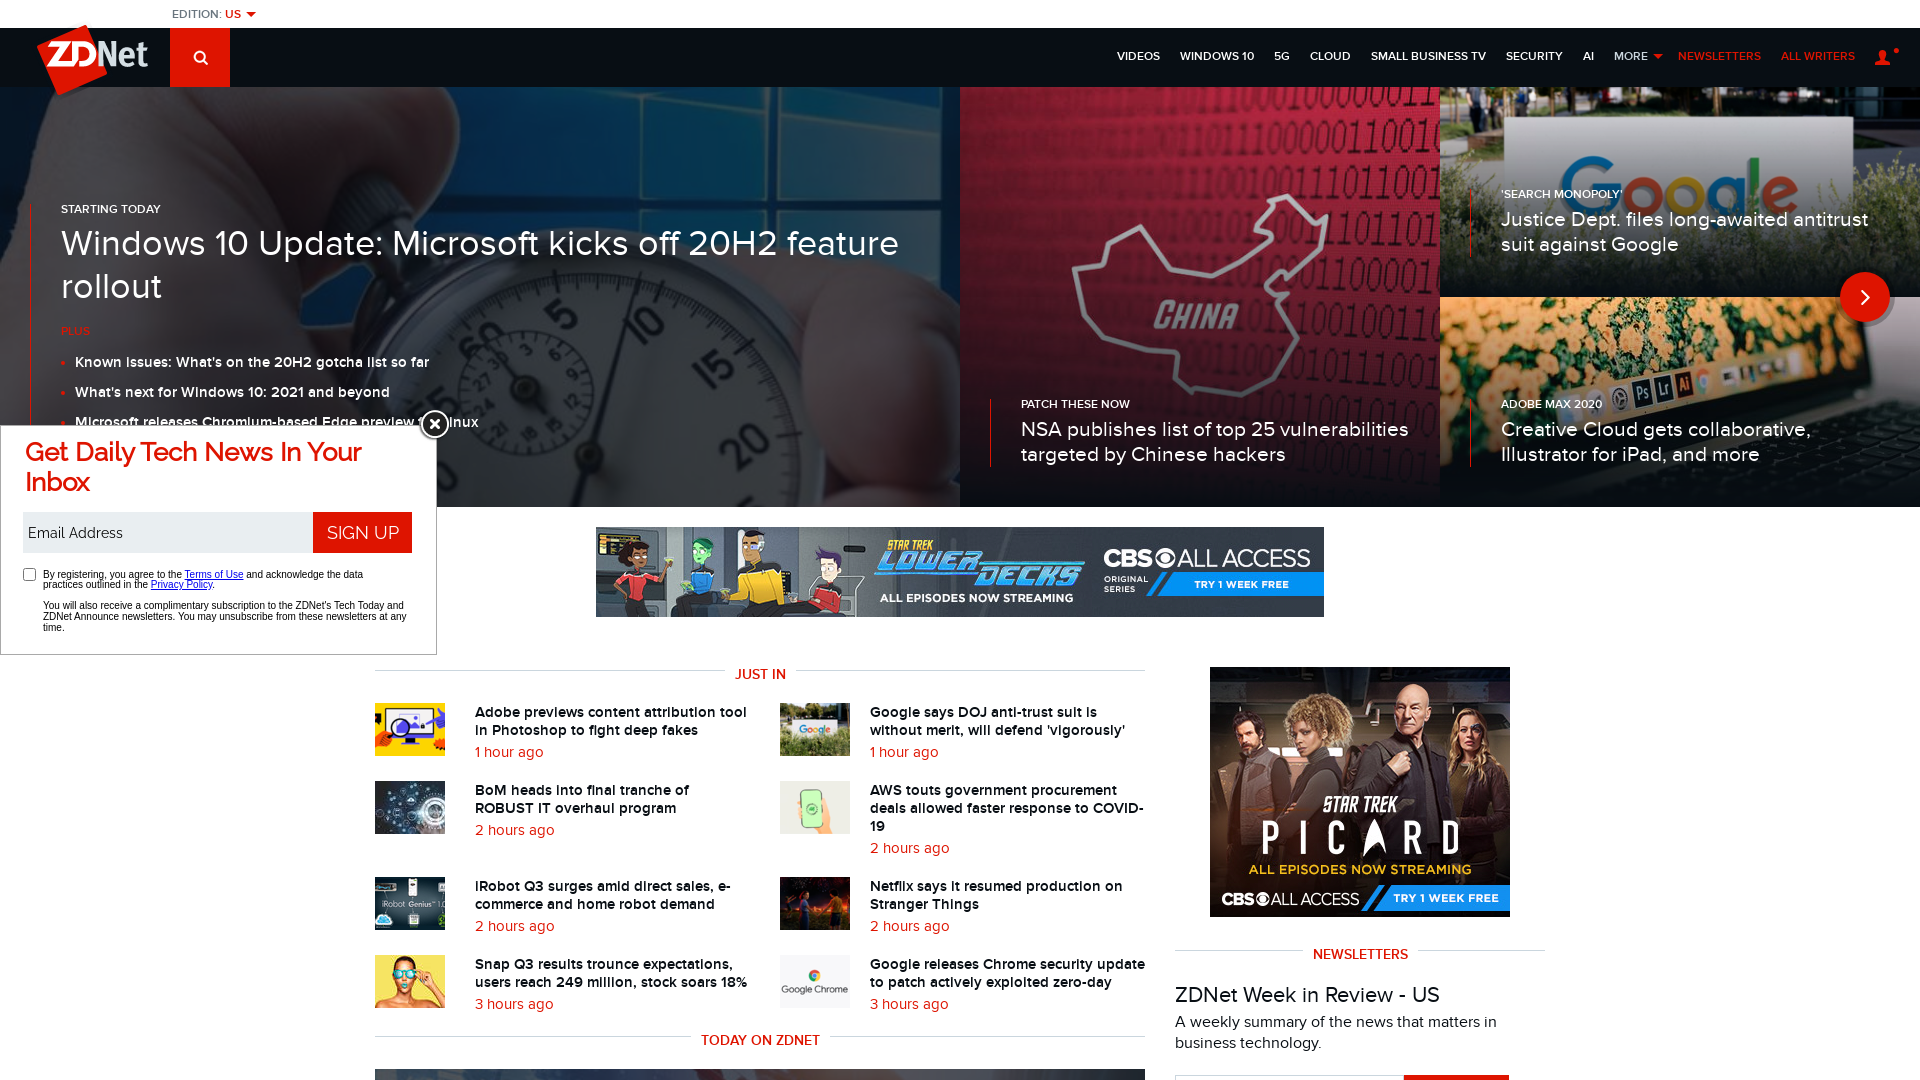 EDITION: US
ZDNet
VIDEOS WINDOWS 10 5G CLOUD SMALL BUSINESS TV SECURITY AI MORE NEWSLETTERS ALL WRITERS
STARTING TODAY
Windows 10 Update: Microsoft kicks off 20H2 feature
rollout
PLUS
Known issues: What's on the 20H2 gotcha list so far
What's next for Windows 10: 2021 and beyond
Microsoft releases Chromium-based Edge preview
CHINA
PATCH THESE NOW
NSA publishes list of top 25 vulnerabilities
targeted by Chinese hackers
Google
'SEARCH MONOPOLY'
Justice Dept. files long-awaited antitrust
suit against Google
Ps Lr Ai
ADOBE MAX 2020
Creative Cloud gets collaborative,
Illustrator for iPad, and more
60 5 10 15 20
Get Daily Tech News In Your
Inbox
Email Address
SIGN UP
By registering, you agree to the Terms of Use and acknowledge the data
practices outlined in the Privacy Policy.
You will also receive a complimentary subscription to the ZDNet's Tech Today and
ZDNet Announce newsletters. You may unsubscribe from these newsletters at any
time.
STAR TREK
LOWER DECKS
ALL EPISODES NOW STREAMING
CBS ALL ACCESS
ORIGINAL
SERIES
TRY 1 WEEK FREE
JUST IN
Adobe previews content attribution tool
in Photoshop to fight deep fakes
1 hour ago
Google says DOJ anti-trust suit is
without merit, will defend 'vigorously'
1 hour ago
BoM heads into final tranche of
ROBUST IT overhaul program
2 hours ago
AWS touts government procurement
deals allowed faster response to COVID-
19
2 hours ago
iRobot Genius 1.0
iRobot Q3 surges amid direct sales, e-
commerce and home robot demand
2 hours ago
Netflix says it resumed production on
Stranger Things
2 hours ago
Snap Q3 results trounce expectations,
users reach 249 million, stock soars 18%
3 hours ago
Google Chrome
Google releases Chrome security update
to patch actively exploited zero-day
3 hours ago
TODAY ON ZDNET
STAR TREK
PICARD
ALL EPISODES NOW STREAMING
CBS ALL ACCESS
TRY 1 WEEK FREE
NEWSLETTERS
ZDNet Week in Review - US
A weekly summary of the news that matters in
business technology.